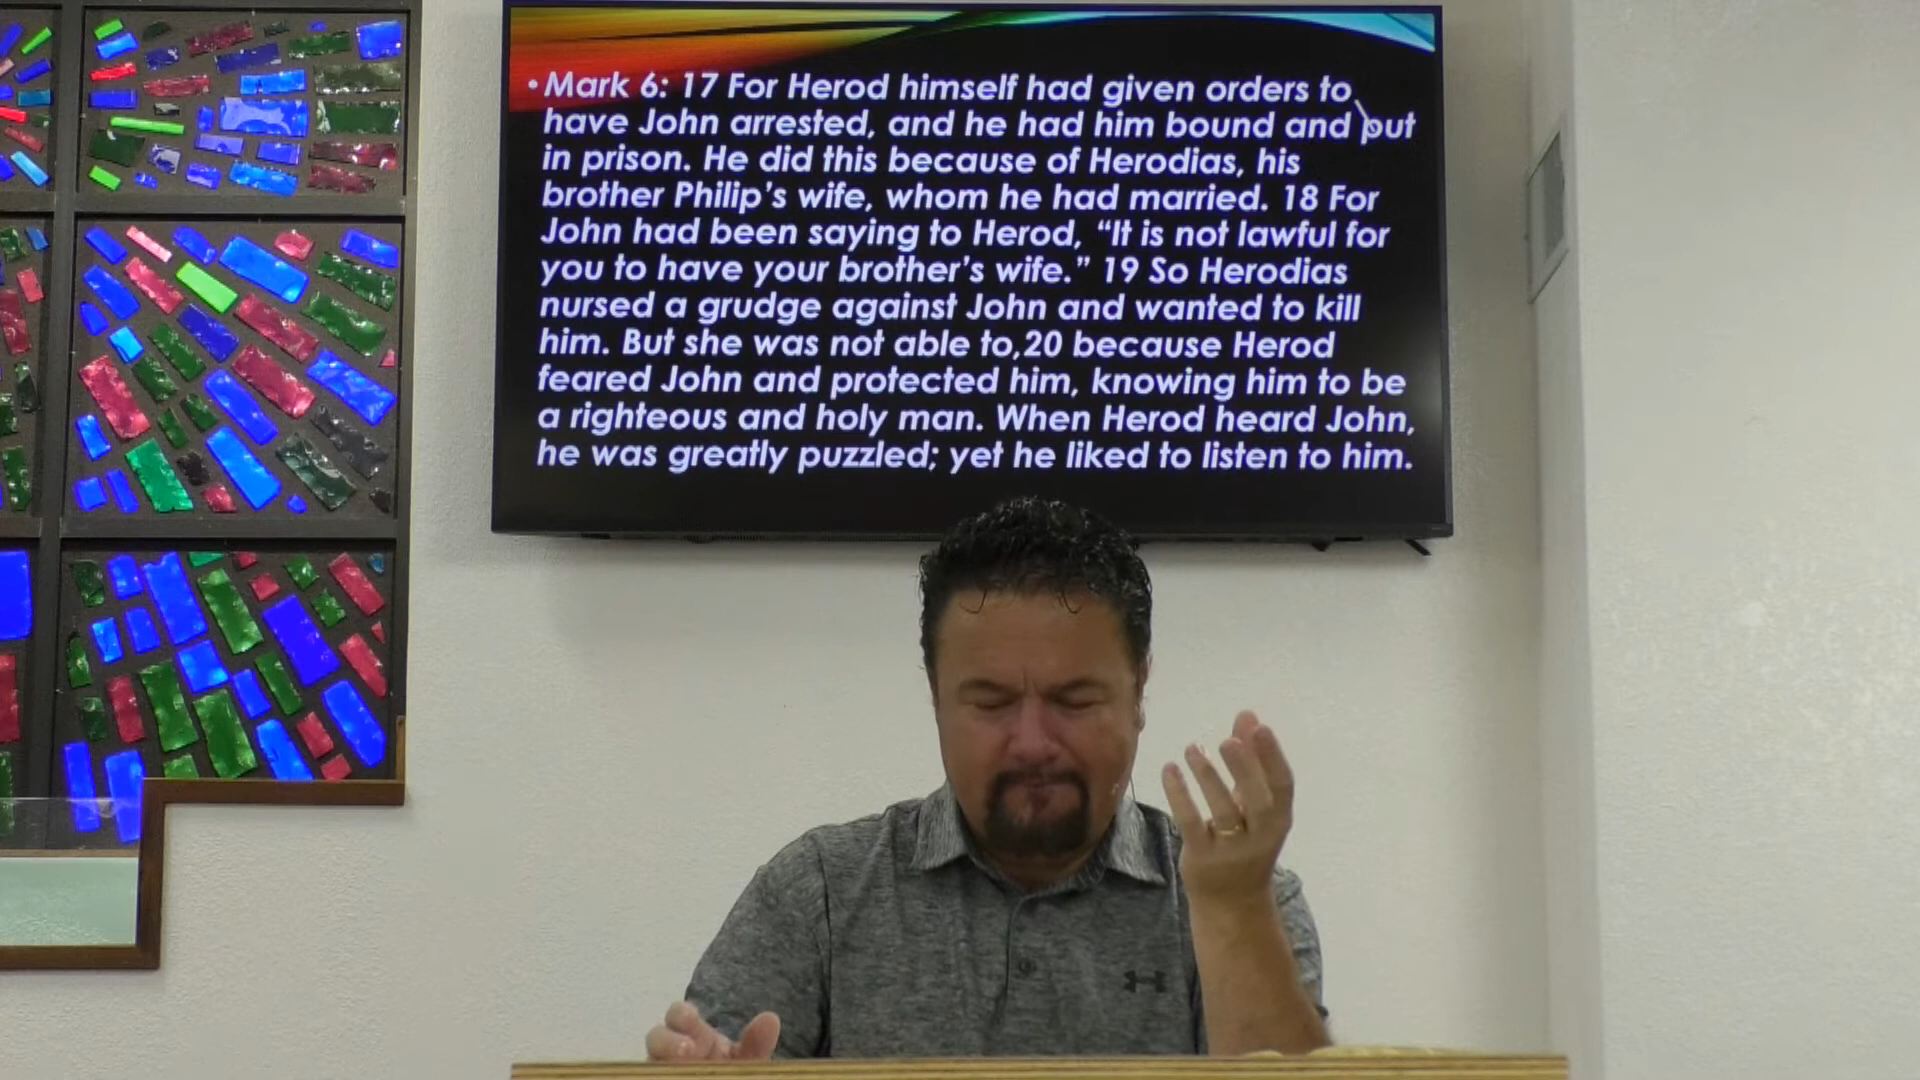 • Mark 6: 17 For Herod himself had given orders to
have John arrested, and he had him bound and put
in prison. He did this because of Herodias, his
brother Philip’s wife, whom he had married. 18 For
John had been saying to Herod, “It is not lawful for
you to have your brother’s wife.” 19 So Herodias
nursed a grudge against John and wanted to kill
him. But she was not able to,20 because Herod
feared John and protected him, knowing him to be
a righteous and holy man. When Herod heard John,
he was greatly puzzled; yet he liked to listen to him.